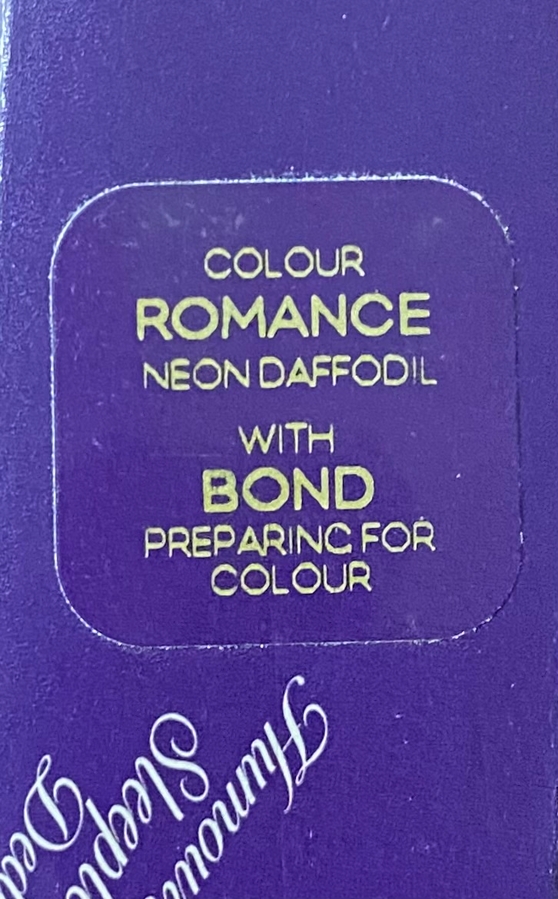 COLOUR
ROMANCE
NEON DAFFODIL
WITH
BOND
PREPARING FOR
COLOUR